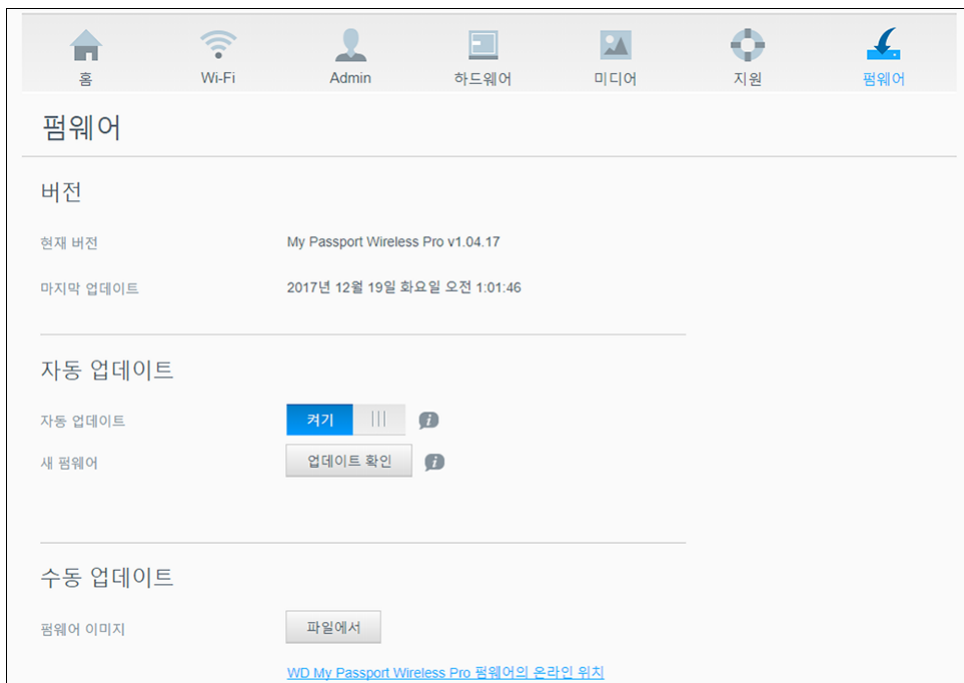 홈 Wi-Fi Admin 하드웨어 미디어 지원 펌웨어
펌웨어
버전
현재 버전 My Passport Wireless Pro v1.04.17
마지막 업데이트 2017년 12월 19일 화요일 오전 1:01:46
자동 업데이트
자동 업데이트 켜기
새 펌웨어 업데이트 확인
수동 업데이트
펌웨어 이미지 파일에서
WD My Passport Wireless Pro 펌웨어의 온라인 위치